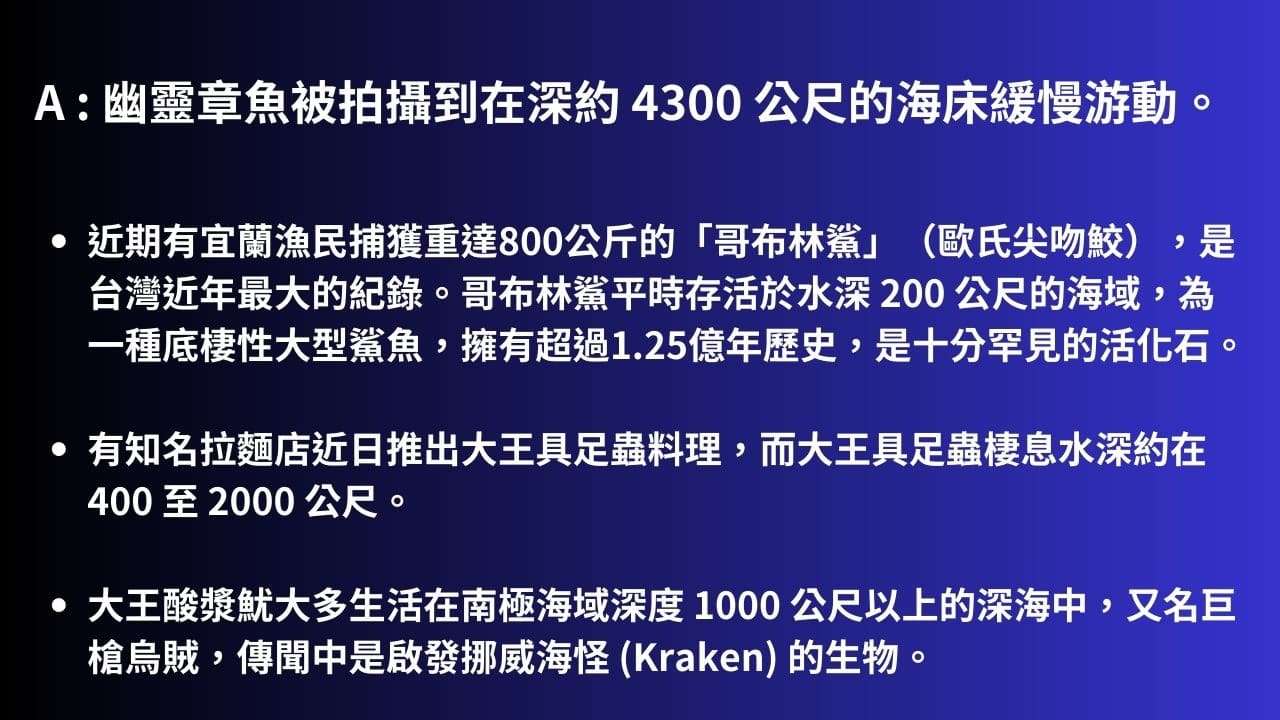 A : 幽靈章魚被拍攝到在深約 4300 公尺的海床緩慢游動。
• 近期有宜蘭漁民捕獲重達800公斤的「哥布林鯊」（歐氏尖吻鮫），是
台灣近年最大的紀錄。哥布林鯊平時存活於水深 200 公尺的海域，為
一種底棲性大型鯊魚，擁有超過1.25億年歷史，是十分罕見的活化石。
• 有知名拉麵店近日推出大王具足蟲料理，而大王具足蟲棲息水深約在
400 至 2000 公尺。
• 大王酸漿魷大多生活在南極海域深度 1000 公尺以上的深海中，又名巨
槍烏賊，傳聞中是啟發挪威海怪 (Kraken) 的生物。